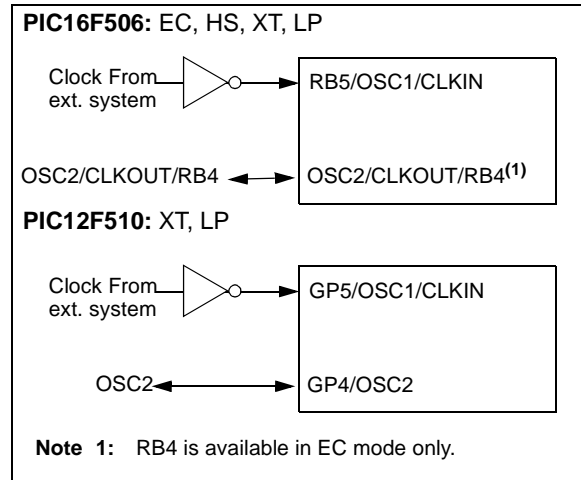 PIC16F506: EC, HS, XT, LP
Clock From
ext. system
RB5/OSC1/CLKIN
OSC2/CLKOUT/RB4
OSC2/CLKOUT/RB4(1)
PIC12F510: XT, LP
Clock From
ext. system
GP5/OSC1/CLKIN
OSC2
GP4/OSC2
Note 1: RB4 is available in EC mode only.